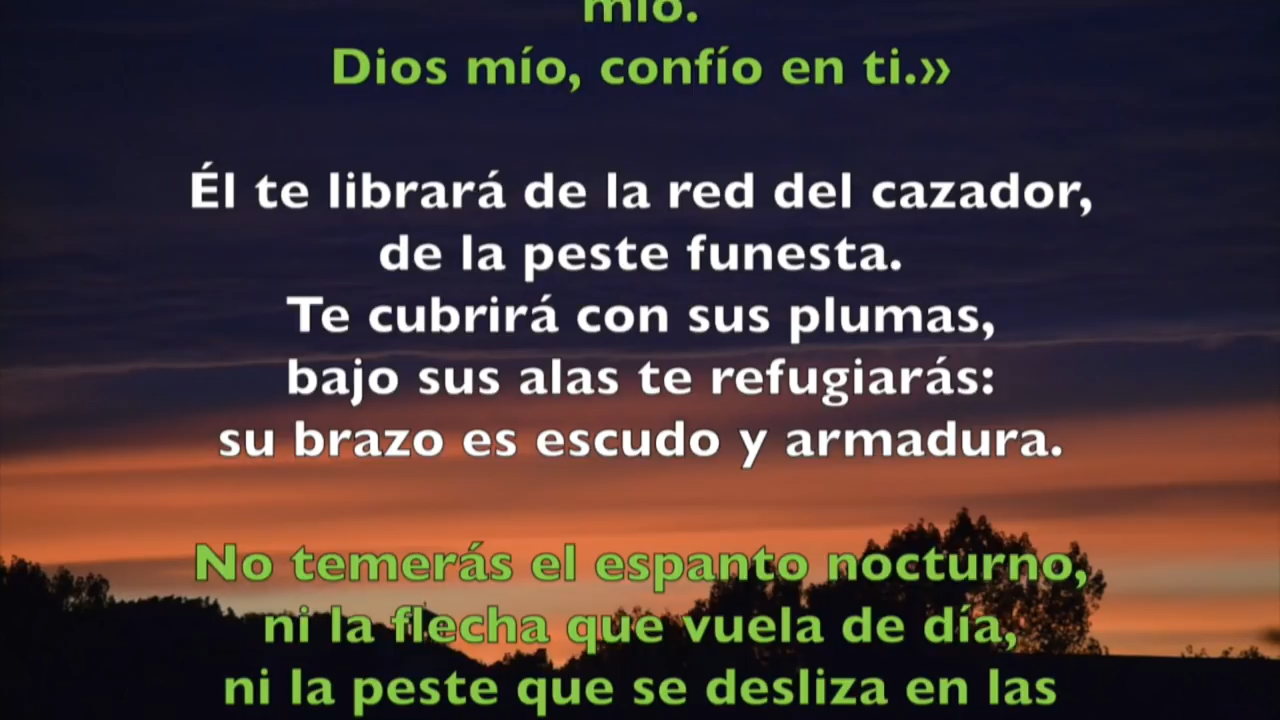 mío.
Dios mío, confío en ti.»
Él te librará de la red del cazador,
de la peste funesta.
Te cubrirá con sus plumas,
bajo sus alas te refugiarás:
su brazo es escudo y armadura.
No temerás el espanto nocturno,
ni la flecha que vuela de día,
ni la peste que se desliza en las